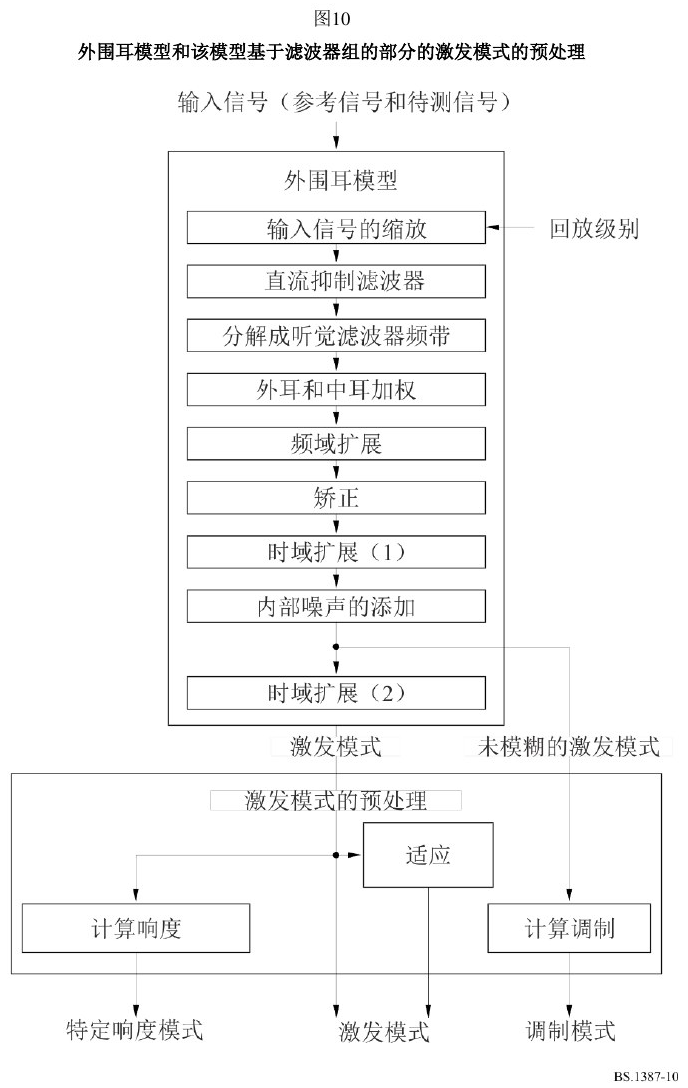 图10
外围耳模型和该模型基于滤波器组的部分的激发模式的预处理
输入信号（参考信号和待测信号）
外围耳模型
输入信号的缩放
回放级别
直流抑制滤波器
分解成听觉滤波器频带
外耳和中耳加权
频域扩展
矫正
时域扩展（1）
内部噪声的添加
时域扩展（2）
激发模式
未模糊的激发模式
激发模式的预处理
适应
计算响度
计算调制
特定响度模式
激发模式
调制模式
BS.1387-10